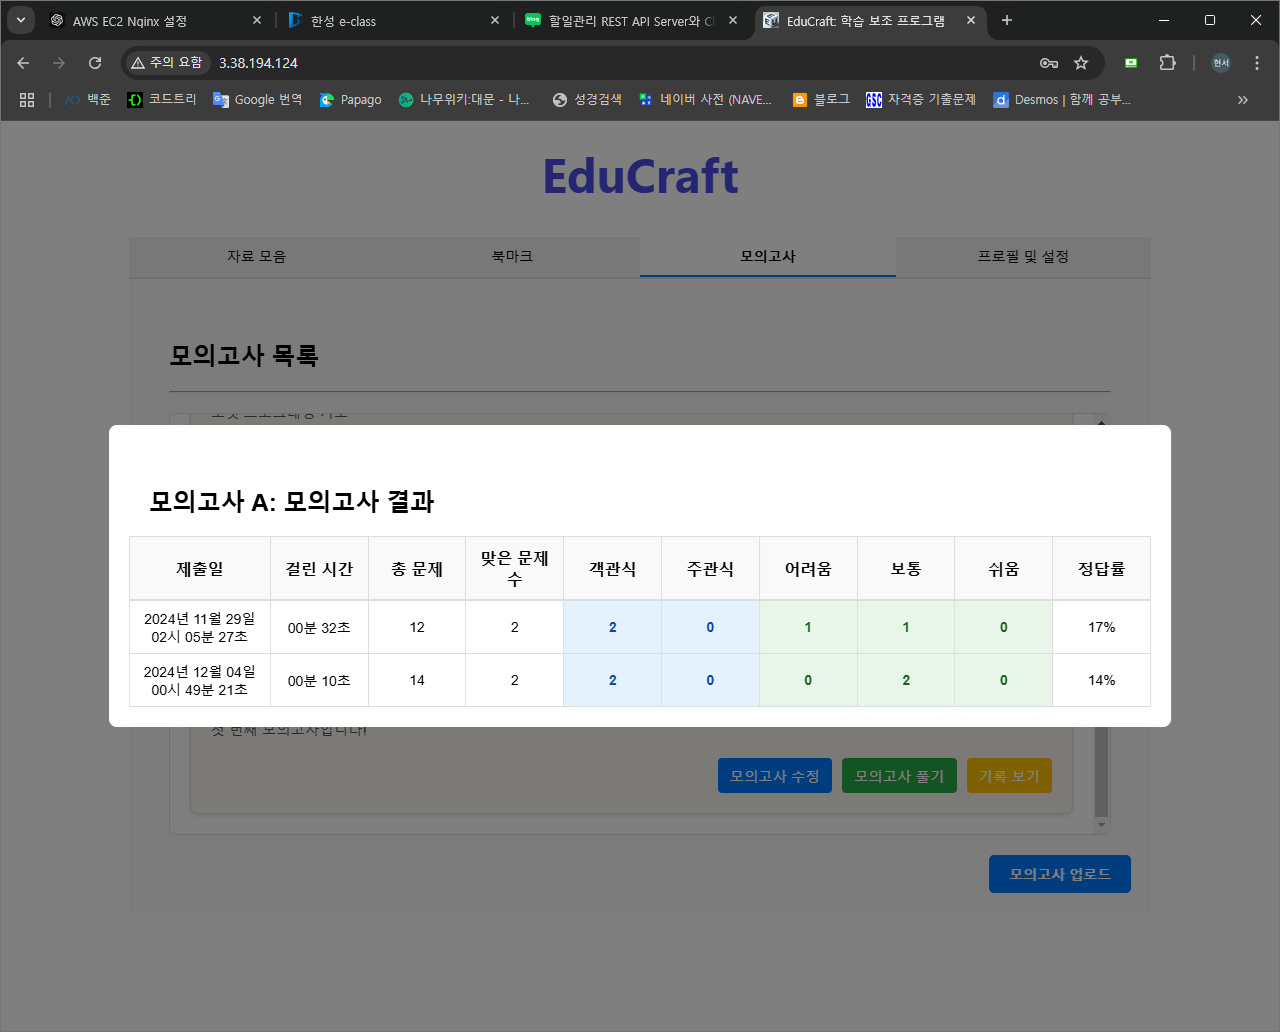 AWS EC2 Nginx 설정
한성 e-class
할일관리 REST API Server와 Cl
EduCraft: 학습 보조 프로그램
주의 요함
3.38.194.124
현서
백준
코드트리
Google 번역
Papago
나무위키:대문 - 나...
성경검색
네이버 사전 (NAVE...
블로그
자격증 기출문제
Desmos | 함께 공부...
EduCraft
자료 모음
북마크
모의고사
프로필 및 설정
모의고사 목록
모의고사 A: 모의고사 결과
제출일 걸린 시간 총 문제 맞은 문제 수 객관식 주관식 어려움 보통 쉬움 정답률
2024년 11월 29일 02시 05분 27초 00분 32초 12 2 2 0 1 1 0 17%
2024년 12월 04일 00시 49분 21초 00분 10초 14 2 2 0 0 2 0 14%
첫 번째 모의고사입니다!
모의고사 수정
모의고사 풀기
기록 보기
모의고사 업로드